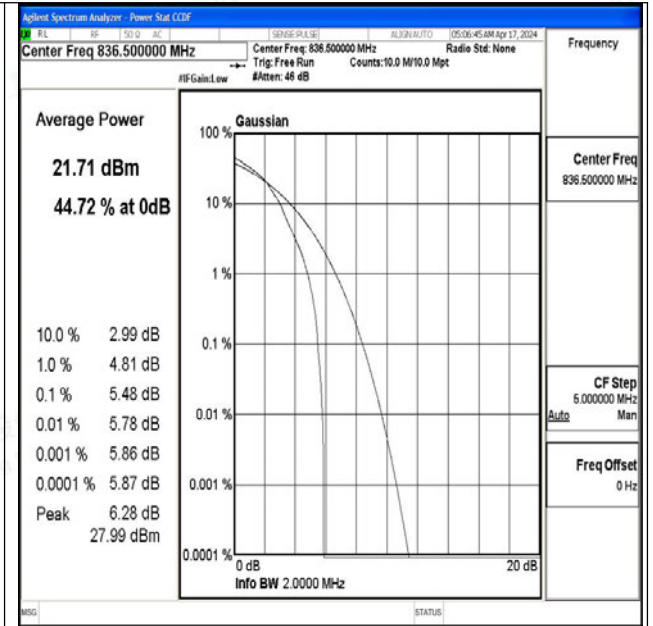 Agilent Spectrum Analyzer - Power Stat CCDF
RL RF 50 Ω AC SENSE:PULSE ALIGN AUTO 05:06:45 AM Apr 17, 2024
Center Freq 836.500000 MHz
Center Freq: 836.500000 MHz Radio Std: None
Trig: Free Run Counts:10.0 M/10.0 Mpt
#IFGain:Low #Atten: 46 dB
Frequency
Average Power
21.71 dBm
44.72 % at 0dB
10.0 % 2.99 dB
1.0 % 4.81 dB
0.1 % 5.48 dB
0.01 % 5.78 dB
0.001 % 5.86 dB
0.0001 % 5.87 dB
Peak 6.28 dB
27.99 dBm
Gaussian
100 %
10 %
1 %
0.1 %
0.01 %
0.001 %
0.0001 %
0 dB 20 dB
Info BW 2.0000 MHz
Center Freq
836.500000 MHz
CF Step
5.000000 MHz
Auto Man
Freq Offset
0 Hz
MSG STATUS